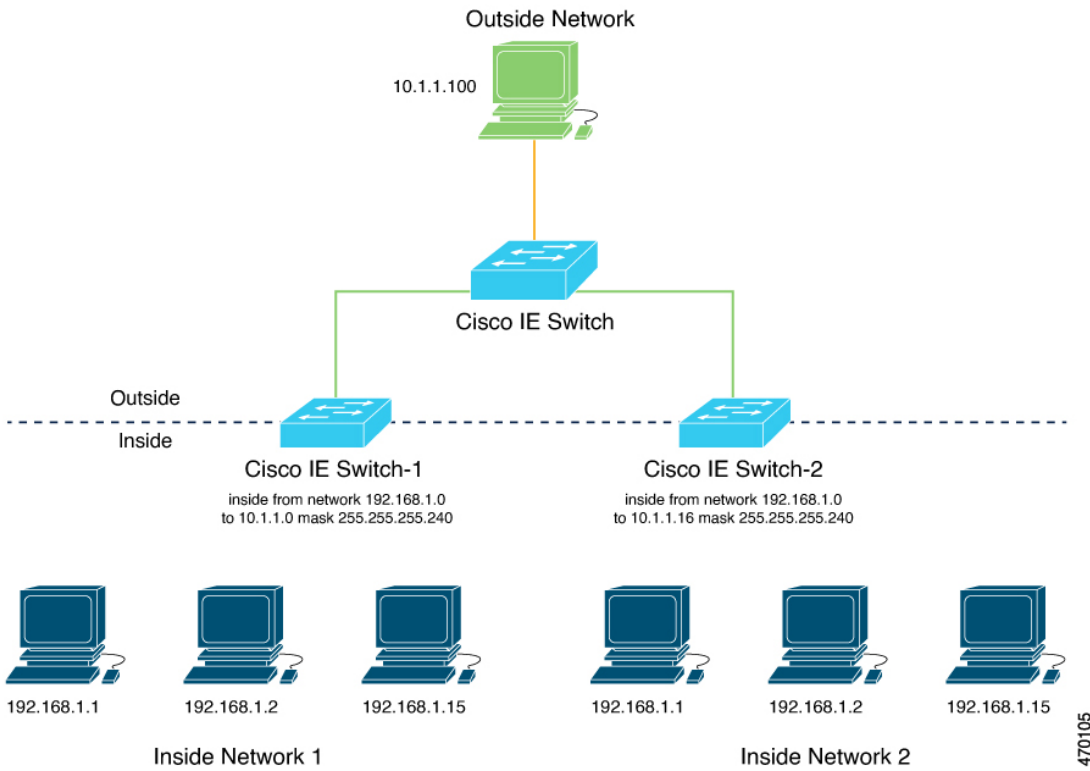 Outside Network
10.1.1.100
Cisco IE Switch
Outside
Inside
Cisco IE Switch-1
inside from network 192.168.1.0
to 10.1.1.0 mask 255.255.255.240
Cisco IE Switch-2
inside from network 192.168.1.0
to 10.1.1.16 mask 255.255.255.240
192.168.1.1
192.168.1.2
192.168.1.15
192.168.1.1
192.168.1.2
192.168.1.15
Inside Network 1
Inside Network 2
470105